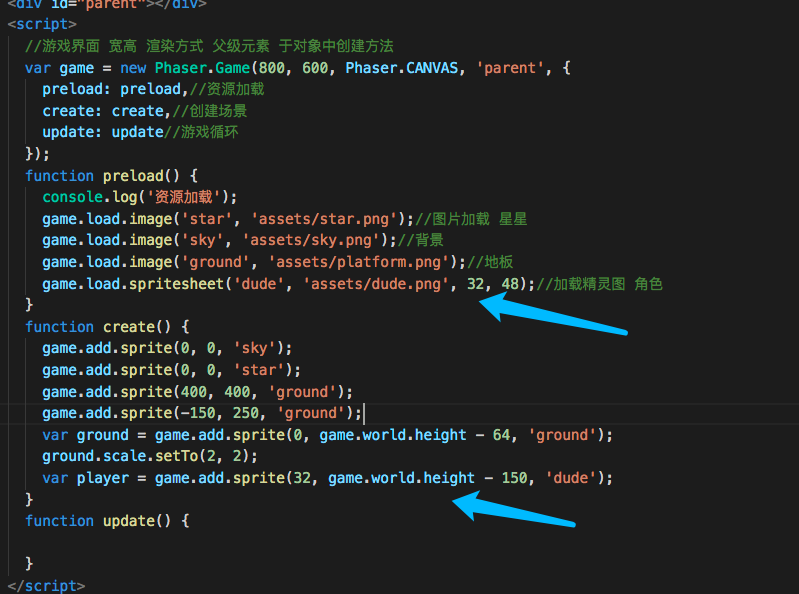 <div id="parent"></div>
<script>
//游戏界面 宽高 渲染方式 父级元素 于对象中创建方法
var game = new Phaser.Game(800, 600, Phaser.CANVAS, 'parent', {
preload: preload,//资源加载
create: create,//创建场景
update: update//游戏循环
});
function preload() {
console.log('资源加载');
game.load.image('star', 'assets/star.png');//图片加载 星星
game.load.image('sky', 'assets/sky.png');//背景
game.load.image('ground', 'assets/platform.png');//地板
game.load.spritesheet('dude', 'assets/dude.png', 32, 48);//加载精灵图 角色
}
function create() {
game.add.sprite(0, 0, 'sky');
game.add.sprite(0, 0, 'star');
game.add.sprite(400, 400, 'ground');
game.add.sprite(-150, 250, 'ground');
var ground = game.add.sprite(0, game.world.height - 64, 'ground');
ground.scale.setTo(2, 2);
var player = game.add.sprite(32, game.world.height - 150, 'dude');
}
function update() {
}
</script>